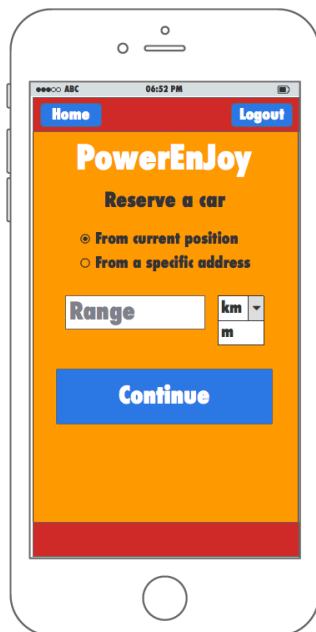 ABC 06:52 PM
Home Logout
PowerEnJoy
Reserve a car
From current position
From a specific address
Range km
m
Continue